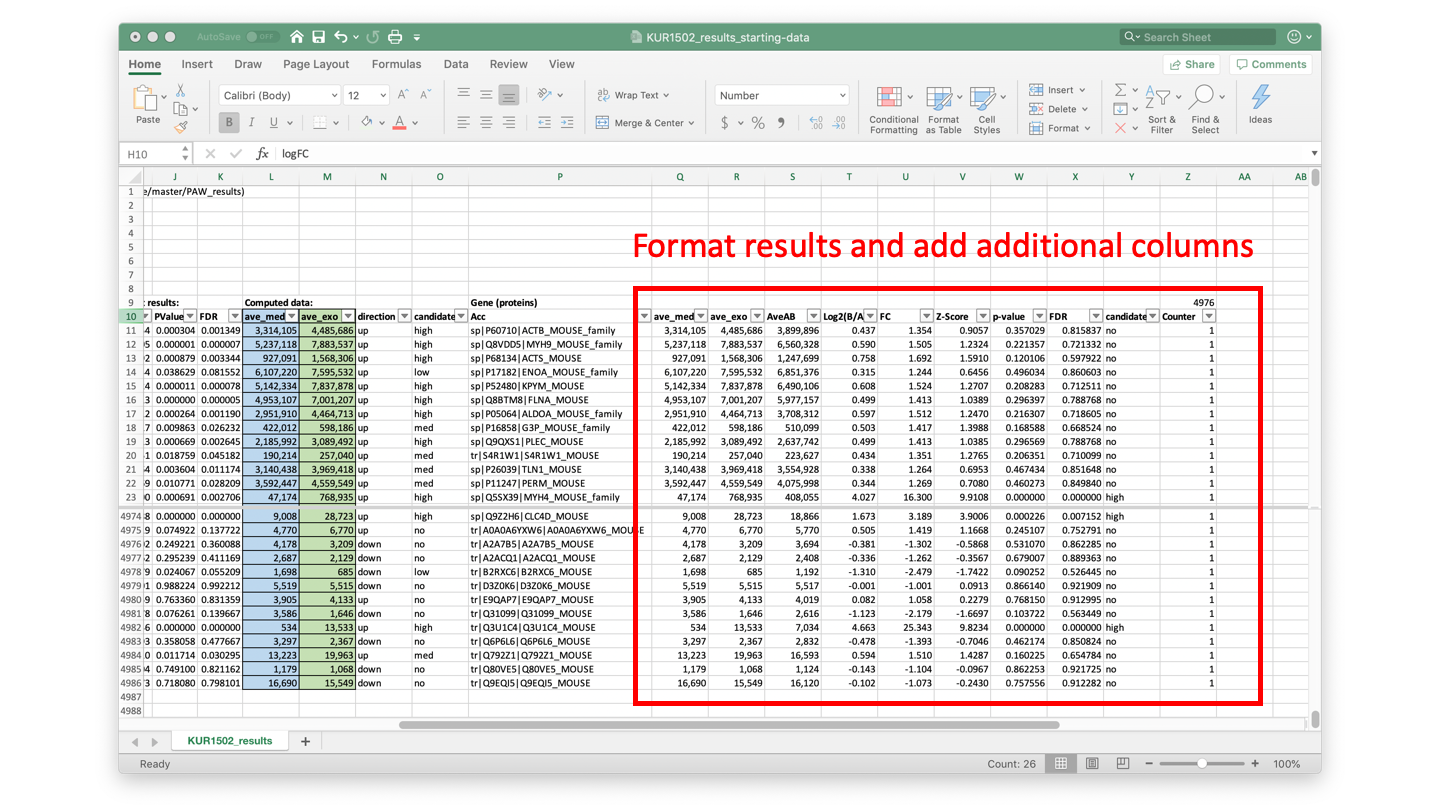 AutoSave OFF KUR1502_results_starting-data Search Sheet
Home Insert Draw Page Layout Formulas Data Review View Share Comments
Paste Calibri (Body) 12 A^ A˅ Wrap Text Number Conditional Formatting Format as Table Cell Styles Insert Sort & Filter Find & Select Ideas
B I U A Merge & Center $ % Delete Format
H10 fx logFC
J K L M N O P Q R S T U V W X Y Z AA AB
1 e/master/PAW_results)
2
3
4
5 Format results and add additional columns
6
7
8
9 t results: Computed data: Gene (proteins) 4976
10 PValue FDR ave_med ave_exo direction candidate Acc ave_med ave_exo AveAB Log2(B/A FC Z-Score p-value FDR candidate Counter
11 4 0.000304 0.001349 3,314,105 4,485,686 up high sp|P60710|ACTB_MOUSE_family 3,314,105 4,485,686 3,899,896 0.437 1.354 0.9057 0.357029 0.815837 no 1
12 05 0.000001 0.000007 5,237,118 7,883,537 up high sp|Q8VDD5|MYH9_MOUSE_family 5,237,118 7,883,537 6,560,328 0.590 1.505 1.2324 0.221357 0.721332 no 1
13 02 0.000879 0.003344 927,091 1,568,306 up high sp|P68134|ACTS_MOUSE 927,091 1,568,306 1,247,699 0.758 1.692 1.5910 0.120106 0.597922 no 1
14 4 0.038629 0.081552 6,107,220 7,595,532 up low sp|P17182|ENOA_MOUSE_family 6,107,220 7,595,532 6,851,376 0.315 1.244 0.6456 0.496034 0.860603 no 1
15 4 0.000011 0.000078 5,142,334 7,837,878 up high sp|P52480|KPYM_MOUSE 5,142,334 7,837,878 6,490,106 0.608 1.524 1.2707 0.208283 0.712511 no 1
16 3 0.000000 0.000005 4,953,107 7,001,207 up high sp|Q8BTM8|FLNA_MOUSE 4,953,107 7,001,207 5,977,157 0.499 1.413 1.0389 0.296397 0.788768 no 1
17 2 0.000264 0.001190 2,951,910 4,464,713 up high sp|P05064|ALDOA_MOUSE_family 2,951,910 4,464,713 3,708,312 0.597 1.512 1.2470 0.216307 0.718605 no 1
18 7 0.009863 0.026232 422,012 598,186 up med sp|P16858|G3P_MOUSE_family 422,012 598,186 510,099 0.503 1.417 1.3988 0.168588 0.668524 no 1
19 3 0.000669 0.002645 2,185,992 3,089,492 up high sp|Q9QXS1|PLEC_MOUSE 2,185,992 3,089,492 2,637,742 0.499 1.413 1.0385 0.296569 0.788768 no 1
20 1 0.018759 0.045182 190,214 257,040 up med tr|S4R1W1|S4R1W1_MOUSE 190,214 257,040 223,627 0.434 1.351 1.2765 0.206351 0.710099 no 1
21 4 0.003604 0.011174 3,140,438 3,969,418 up med sp|P26039|TLN1_MOUSE 3,140,438 3,969,418 3,554,928 0.338 1.264 0.6953 0.467434 0.851648 no 1
22 9 0.010771 0.028209 3,592,447 4,559,549 up med sp|P11247|PERM_MOUSE 3,592,447 4,559,549 4,075,998 0.344 1.269 0.7080 0.460273 0.849840 no 1
23 0 0.000691 0.002706 47,174 768,935 up high sp|Q5SX39|MYH4_MOUSE_family 47,174 768,935 408,055 4.027 16.300 9.9108 0.000000 0.000000 high 1
4974 8 0.000000 0.000000 9,008 28,723 up high sp|Q9Z2H6|CLC4D_MOUSE 9,008 28,723 18,866 1.673 3.189 3.9006 0.000226 0.007152 high 1
4975 9 0.074922 0.137722 4,770 6,770 up no tr|A0A0A6YXW6|A0A0A6YXW6_MOUSE 4,770 6,770 5,770 0.505 1.419 1.1668 0.245107 0.752791 no 1
4976 2 0.249221 0.360088 4,178 3,209 down no tr|A2A7B5|A2A7B5_MOUSE 4,178 3,209 3,694 -0.381 -1.302 -0.5868 0.531070 0.862285 no 1
4977 2 0.295239 0.411169 2,687 2,129 down no tr|A2ACQ1|A2ACQ1_MOUSE 2,687 2,129 2,408 -0.336 -1.262 -0.3567 0.679007 0.889363 no 1
4978 9 0.024067 0.055209 1,698 685 down low tr|B2RXC6|B2RXC6_MOUSE 1,698 685 1,192 -1.310 -2.479 -1.7422 0.090252 0.526445 no 1
4979 1 0.988224 0.992212 5,519 5,515 down no tr|D3Z0K6|D3Z0K6_MOUSE 5,519 5,515 5,517 -0.001 -1.001 0.0913 0.866140 0.921909 no 1
4980 9 0.763360 0.831359 3,905 4,133 up no tr|E9QAP7|E9QAP7_MOUSE 3,905 4,133 4,019 0.082 1.058 0.2279 0.768150 0.912995 no 1
4981 8 0.076261 0.139667 3,586 1,646 down no tr|Q31099|Q31099_MOUSE 3,586 1,646 2,616 -1.123 -2.179 -1.6697 0.103722 0.563449 no 1
4982 6 0.000000 0.000000 534 13,533 up high tr|Q3U1C4|Q3U1C4_MOUSE 534 13,533 7,034 4.663 25.343 9.8234 0.000000 0.000000 high 1
4983 3 0.358058 0.477667 3,297 2,367 down no tr|Q6P6L6|Q6P6L6_MOUSE 3,297 2,367 2,832 -0.478 -1.393 -0.7046 0.462174 0.850824 no 1
4984 0 0.011714 0.030295 13,223 19,963 up med tr|Q792Z1|Q792Z1_MOUSE 13,223 19,963 16,593 0.594 1.510 1.4287 0.160225 0.654784 no 1
4985 4 0.749100 0.821162 1,179 1,068 down no tr|Q80VE5|Q80VE5_MOUSE 1,179 1,068 1,124 -0.143 -1.104 -0.0967 0.862253 0.921725 no 1
4986 3 0.718080 0.798101 16,690 15,549 down no tr|Q9EQI5|Q9EQI5_MOUSE 16,690 15,549 16,120 -0.102 -1.073 -0.2430 0.757556 0.912282 no 1
4987
4988
KUR1502_results +
Ready Count: 26 100%